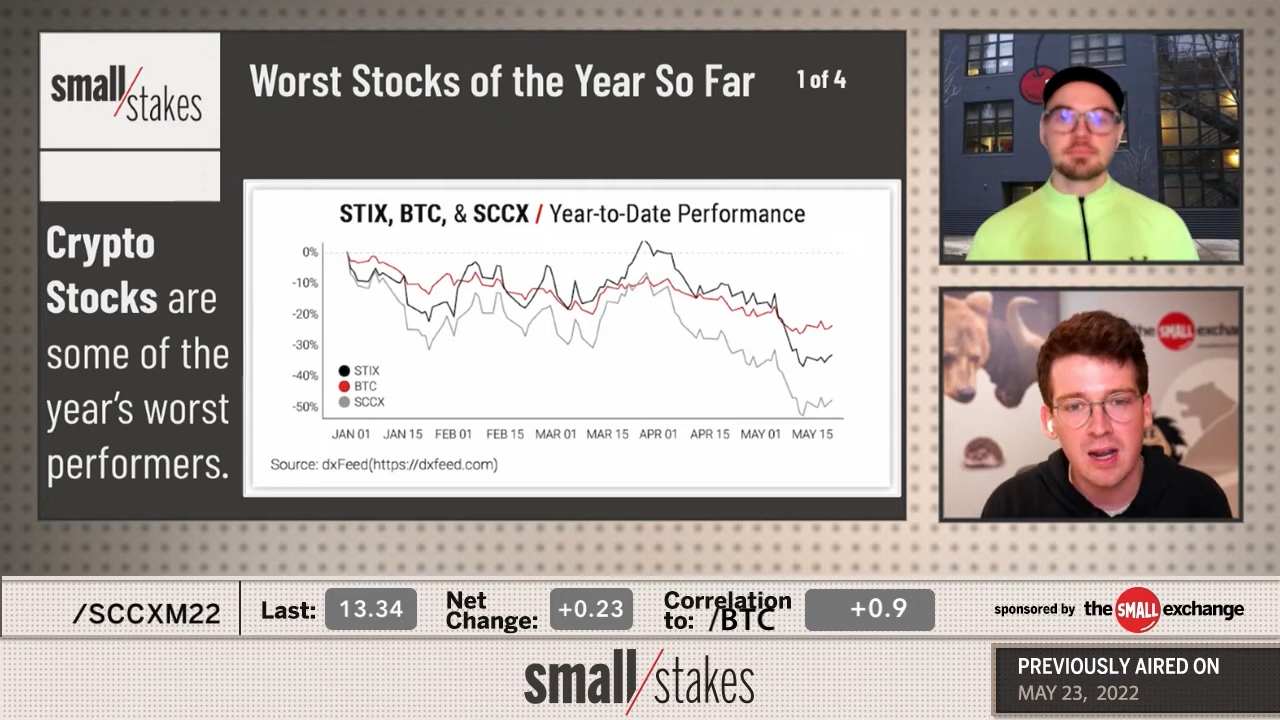 small/stakes
Worst Stocks of the Year So Far
1 of 4
Crypto
Stocks are
some of the
year's worst
performers.
STIX, BTC, & SCCX / Year-to-Date Performance
0%
-10%
-20%
-30%
-40%
-50%
STIX
BTC
SCCX
JAN 01 JAN 15 FEB 01 FEB 15 MAR 01 MAR 15 APR 01 APR 15 MAY 01 MAY 15
Source: dxFeed(https://dxfeed.com)
the SMALL excha
/SCCXM22
Last: 13.34
Net
Change: +0.23
Correlation
to: /BTC +0.9
sponsored by the SMALL exchange
small/stakes
PREVIOUSLY AIRED ON
MAY 23, 2022